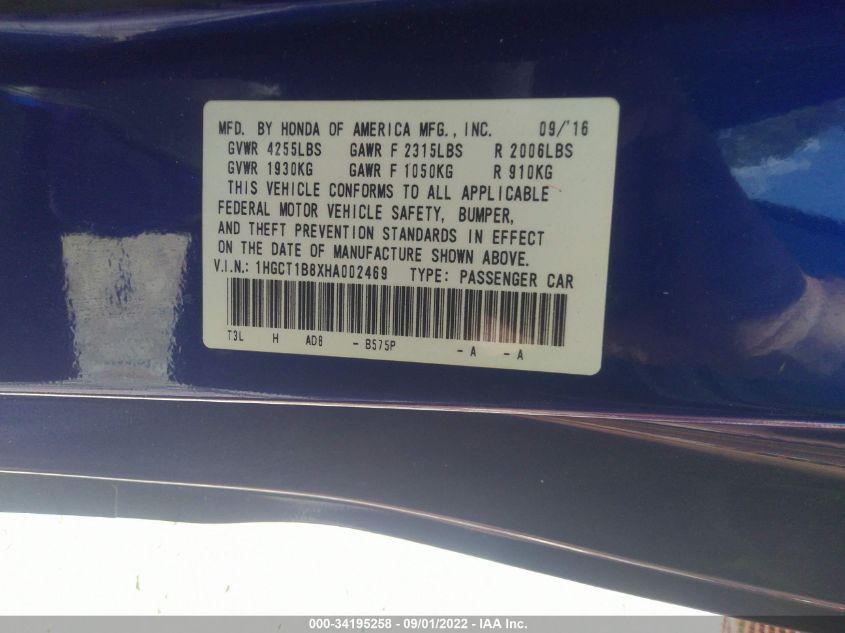 MFD. BY HONDA OF AMERICA MFG., INC. 09/'16
GVWR 4255LBS GAWR F 2315LBS R 2006LBS
GVWR 1930KG GAWR F 1050KG R 910KG
THIS VEHICLE CONFORMS TO ALL APPLICABLE
FEDERAL MOTOR VEHICLE SAFETY, BUMPER,
AND THEFT PREVENTION STANDARDS IN EFFECT
ON THE DATE OF MANUFACTURE SHOWN ABOVE.
V.I.N.: 1HGCT1B8XHA002469 TYPE: PASSENGER CAR
T3L H AD8 - B575P - A - A
000-34195258 - 09/01/2022 - IAA Inc.